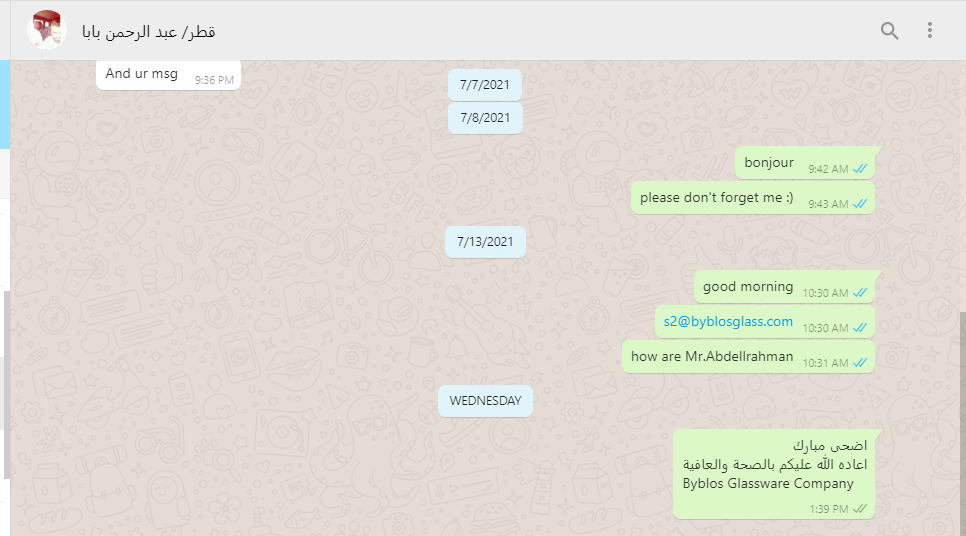 قطر/ عبد الرحمن بابا
And ur msg
9:36 PM
7/7/2021
7/8/2021
bonjour
9:42 AM
please don't forget me :)
9:43 AM
7/13/2021
good morning
10:30 AM
s2@byblosglass.com
10:30 AM
how are Mr.Abdellrahman
10:31 AM
WEDNESDAY
اضحى مبارك
اعاده الله عليكم بالصحة والعافية
Byblos Glassware Company
1:39 PM